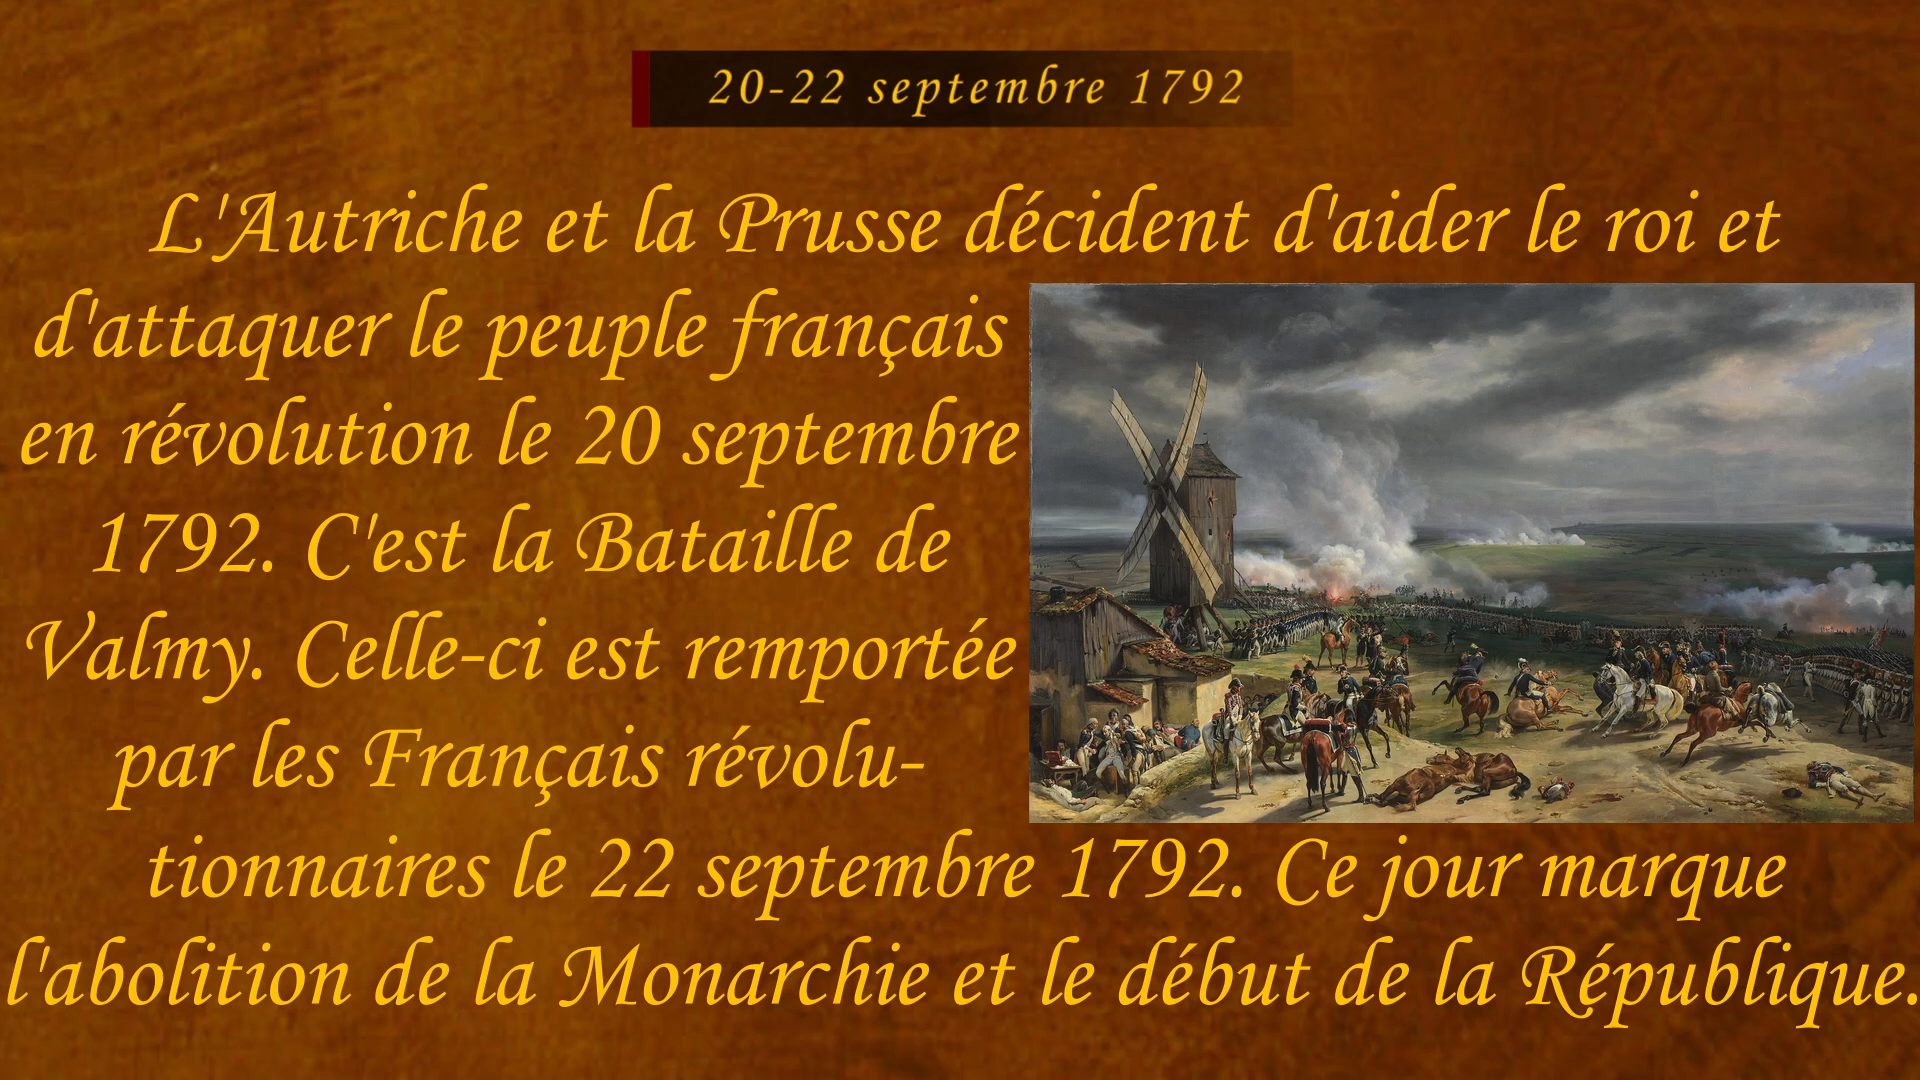 20-22 septembre 1792
L'Autriche et la Prusse décident d'aider le roi et
d'attaquer le peuple français
en révolution le 20 septembre
1792. C'est la Bataille de
Valmy. Celle-ci est remportée
par les Français révolu-
tionnaires le 22 septembre 1792. Ce jour marque
l'abolition de la Monarchie et le début de la République.